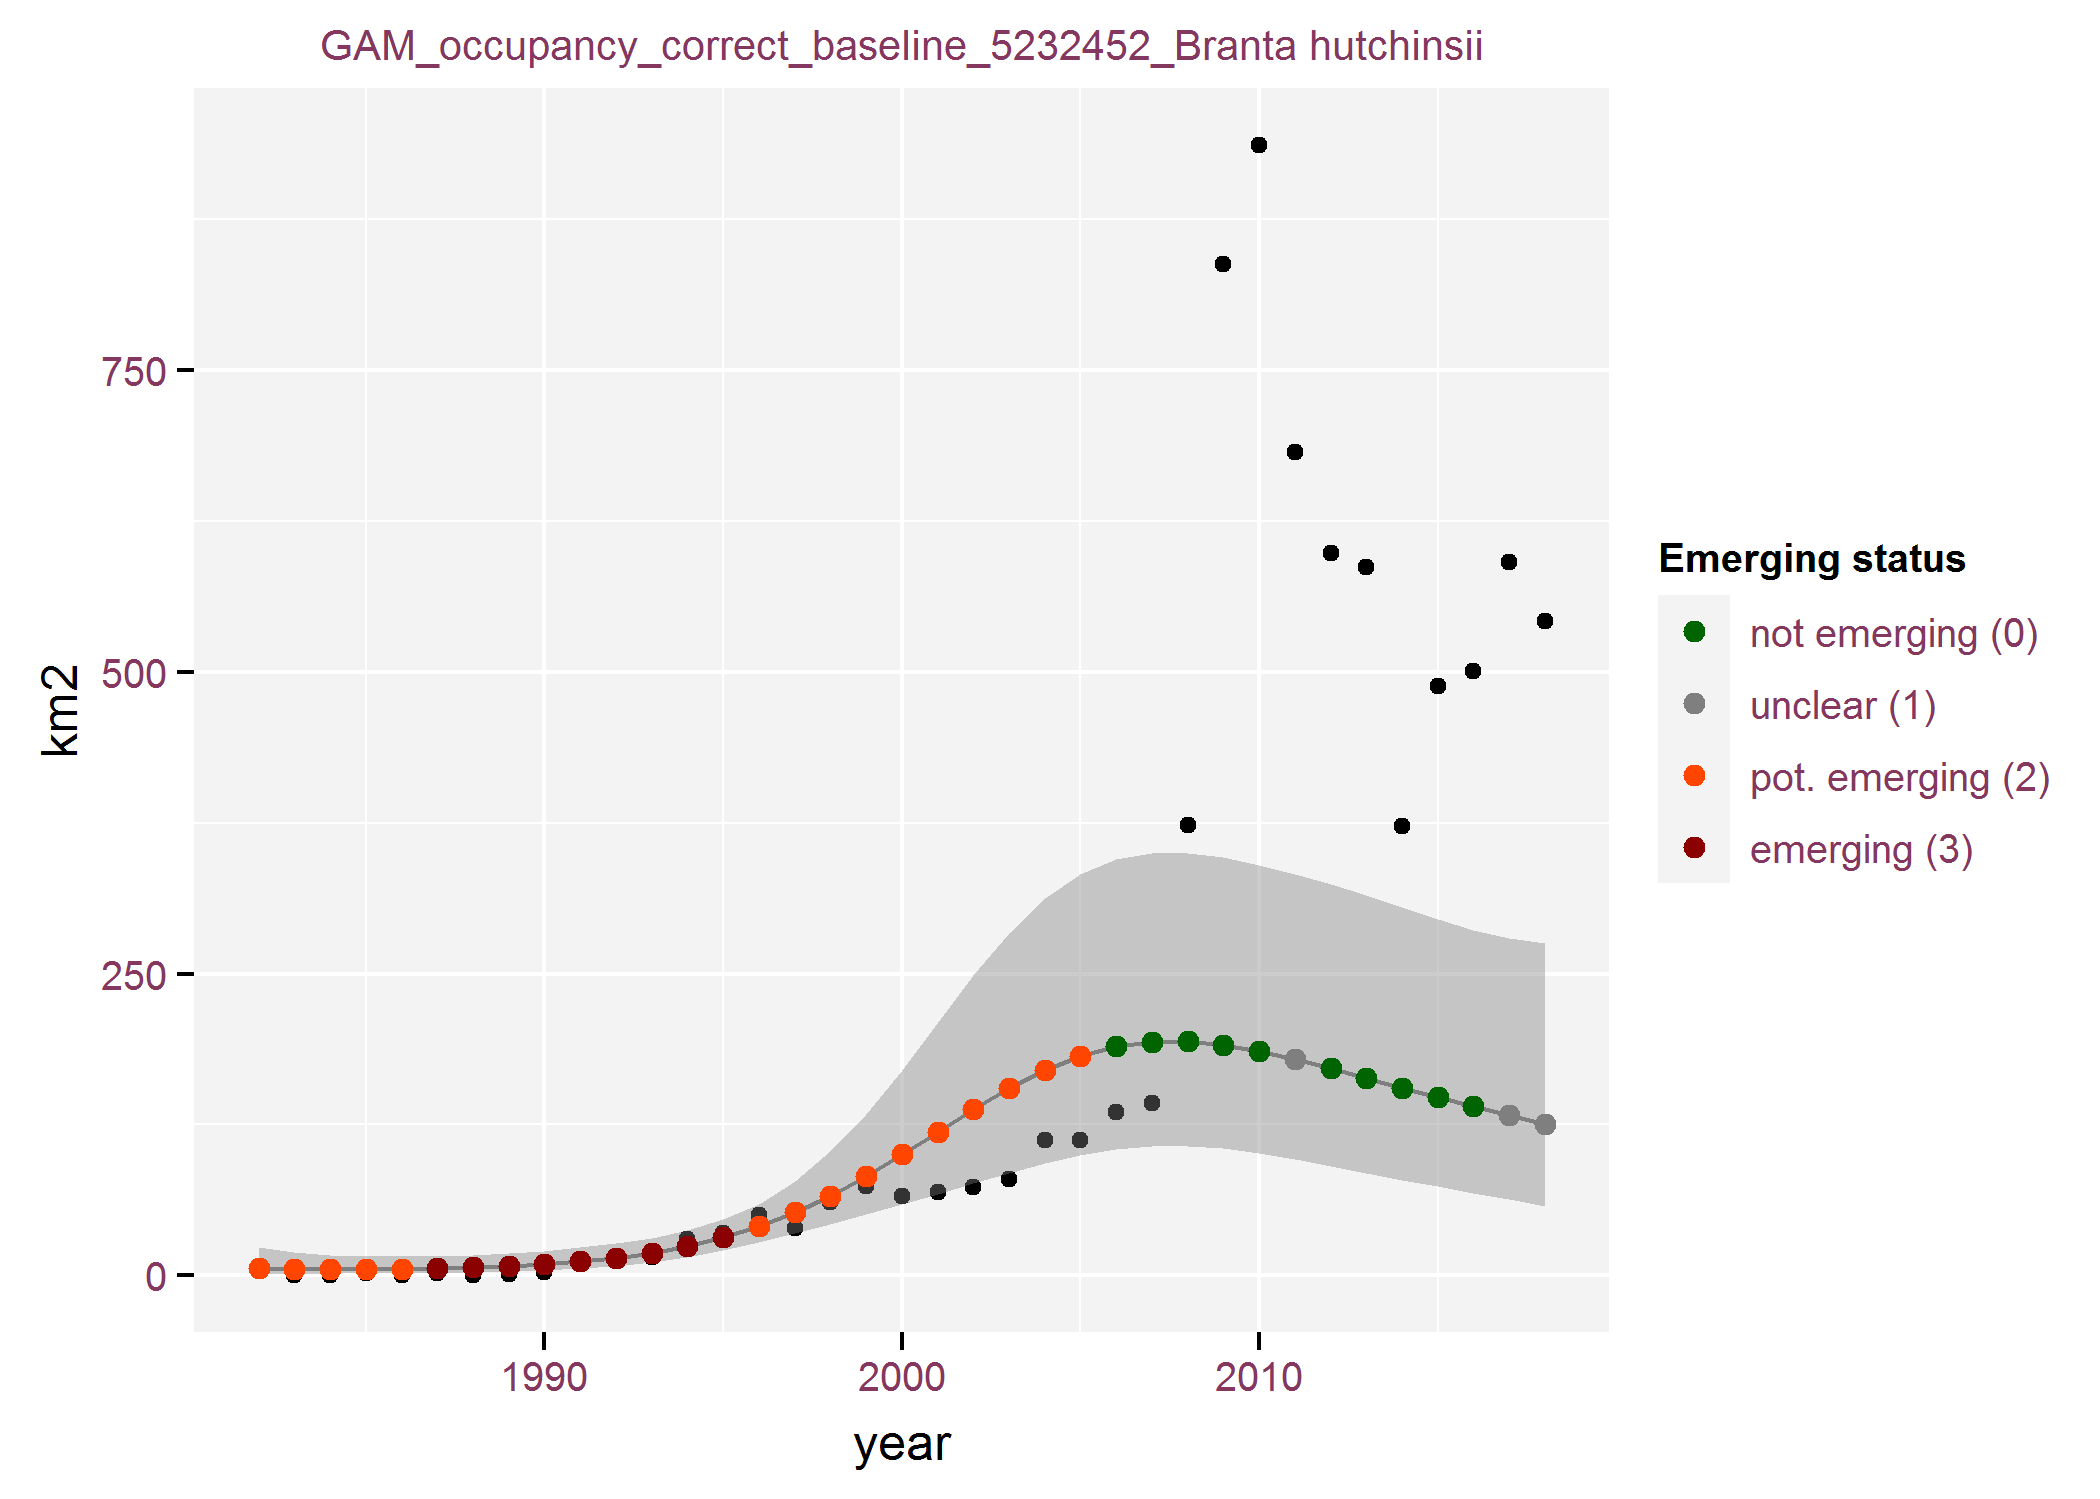 GAM_occupancy_correct_baseline_5232452_Branta hutchinsii
750
500
250
0
km2
1990
2000
2010
year
Emerging status
not emerging (0)
unclear (1)
pot. emerging (2)
emerging (3)